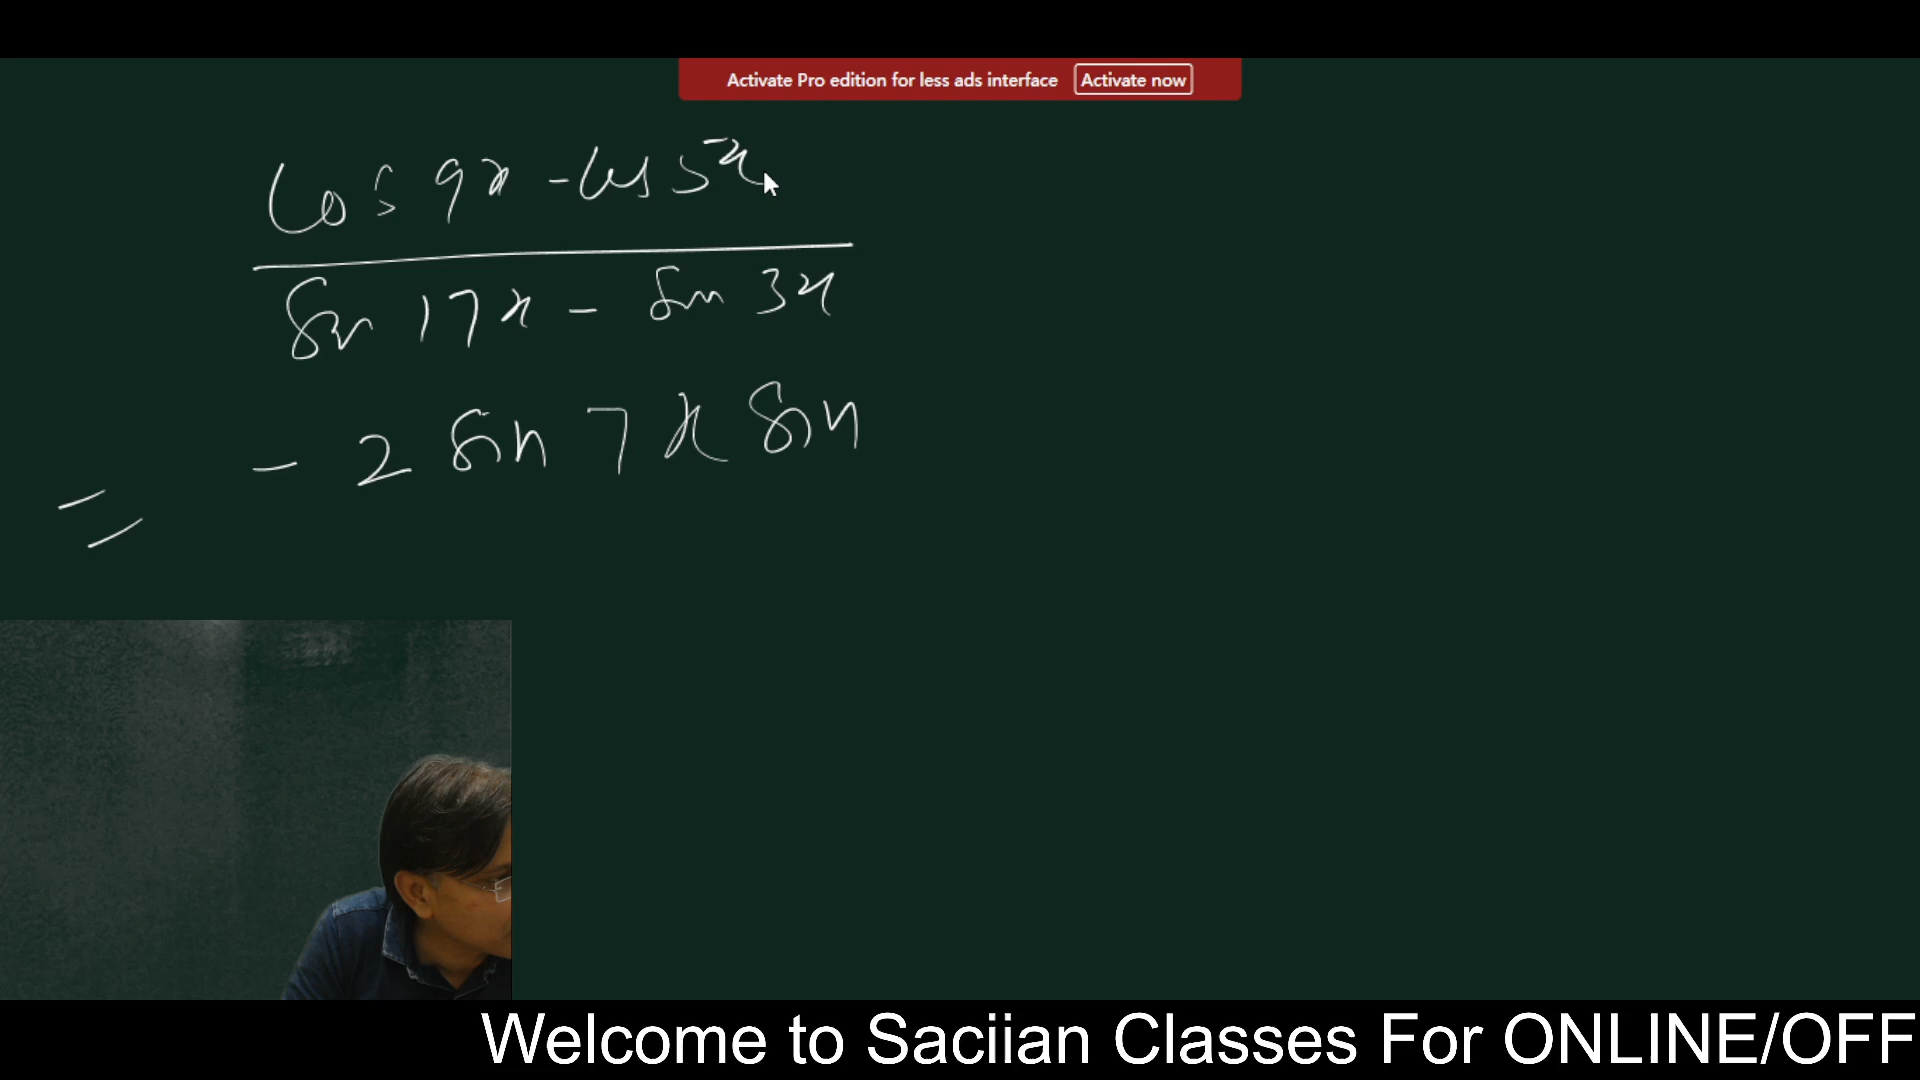 Activate Pro edition for less ads interface Activate now
cos 9x - cos 5x
sin 17x - sin 3x
= - 2 sin 7x sin
Welcome to Saciian Classes For ONLINE/OFF